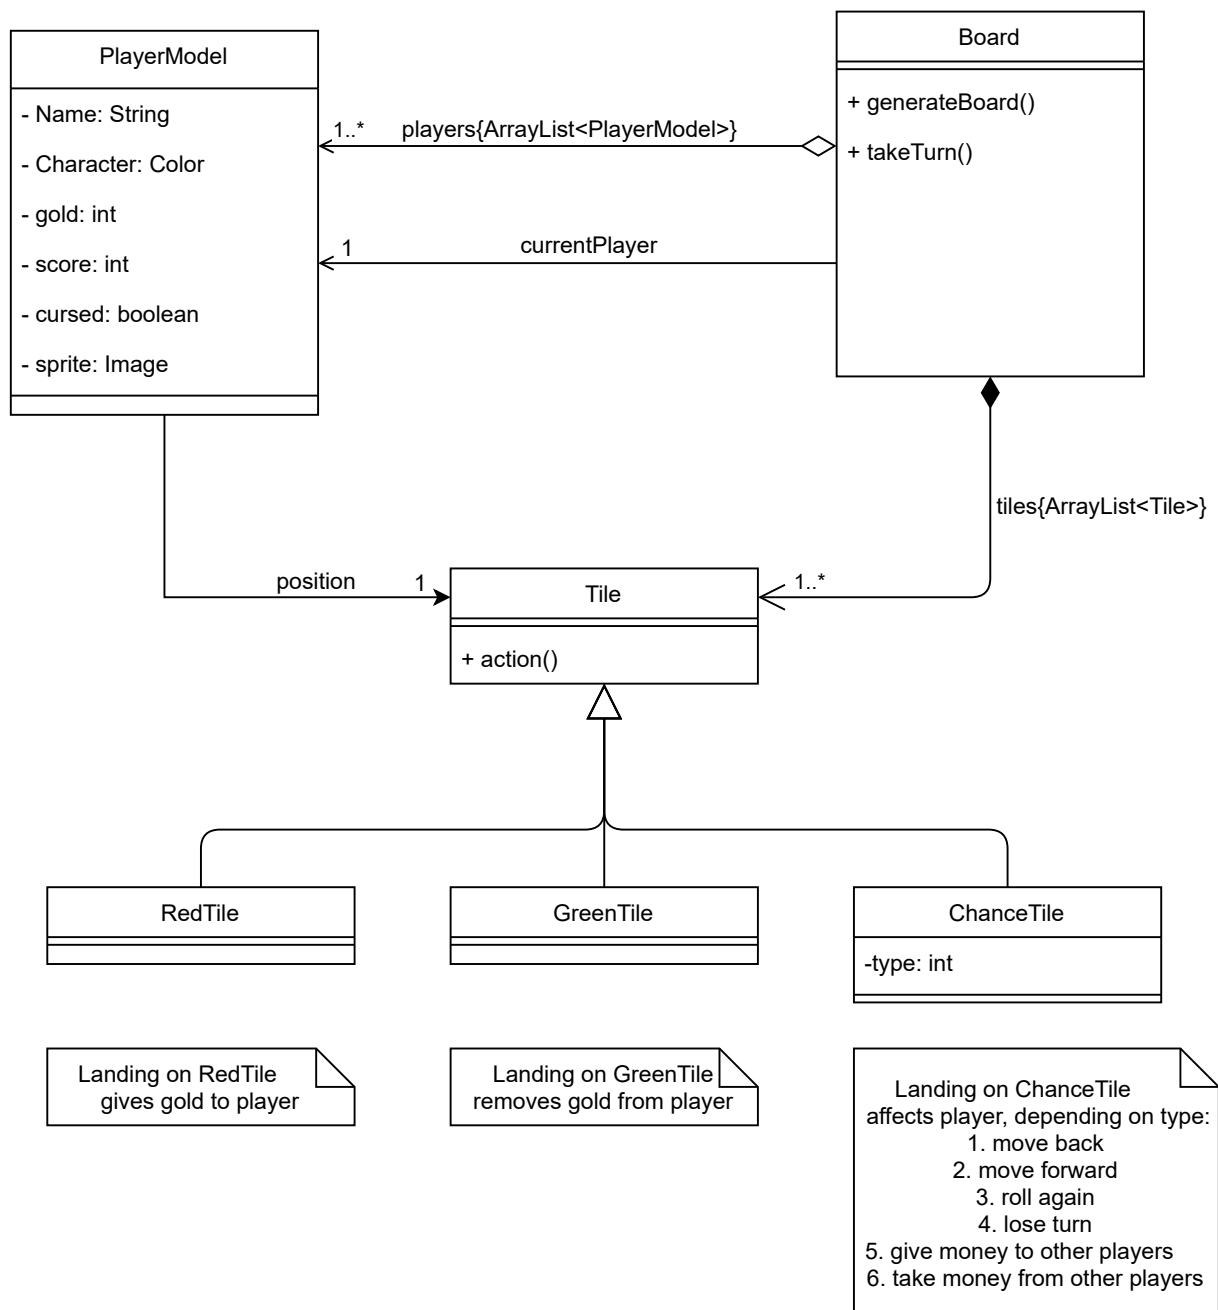 PlayerModel
- Name: String
- Character: Color
- gold: int
- score: int
- cursed: boolean
- sprite: Image
1..*
players{ArrayList<PlayerModel>}
1
currentPlayer
Board
+ generateBoard()
+ takeTurn()
tiles{ArrayList<Tile>}
position
1
Tile
1..*
+ action()
RedTile
GreenTile
ChanceTile
-type: int
Landing on RedTile
gives gold to player
Landing on GreenTile
removes gold from player
Landing on ChanceTile
affects player, depending on type:
1. move back
2. move forward
3. roll again
4. lose turn
5. give money to other players
6. take money from other players